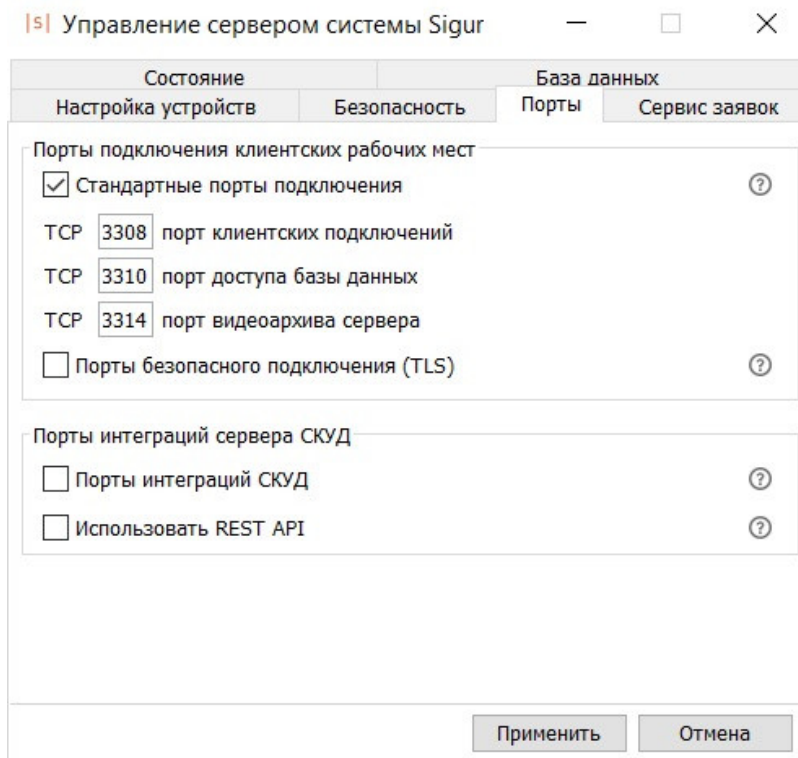 |s| Управление сервером системы Sigur
Состояние База данных
Настройка устройств Безопасность Порты Сервис заявок
Порты подключения клиентских рабочих мест
Стандартные порты подключения ?
TCP 3308 порт клиентских подключений
TCP 3310 порт доступа базы данных
TCP 3314 порт видеоархива сервера
Порты безопасного подключения (TLS) ?
Порты интеграций сервера СКУД
Порты интеграций СКУД ?
Использовать REST API ?
Применить Отмена